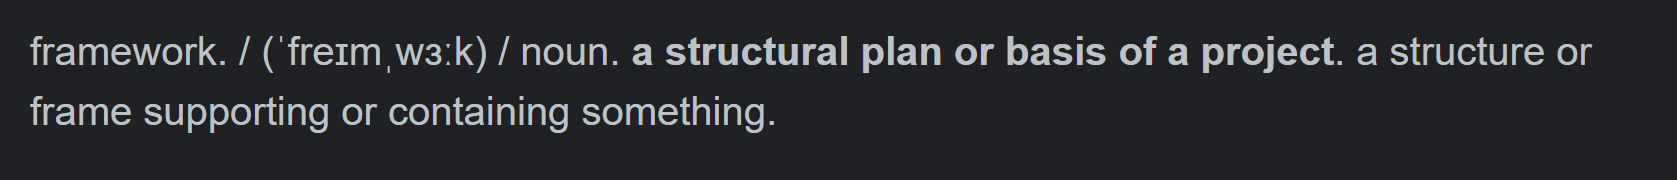 framework. / (ˈfreɪmˌwɜːk) / noun. a structural plan or basis of a project. a structure or
frame supporting or containing something.